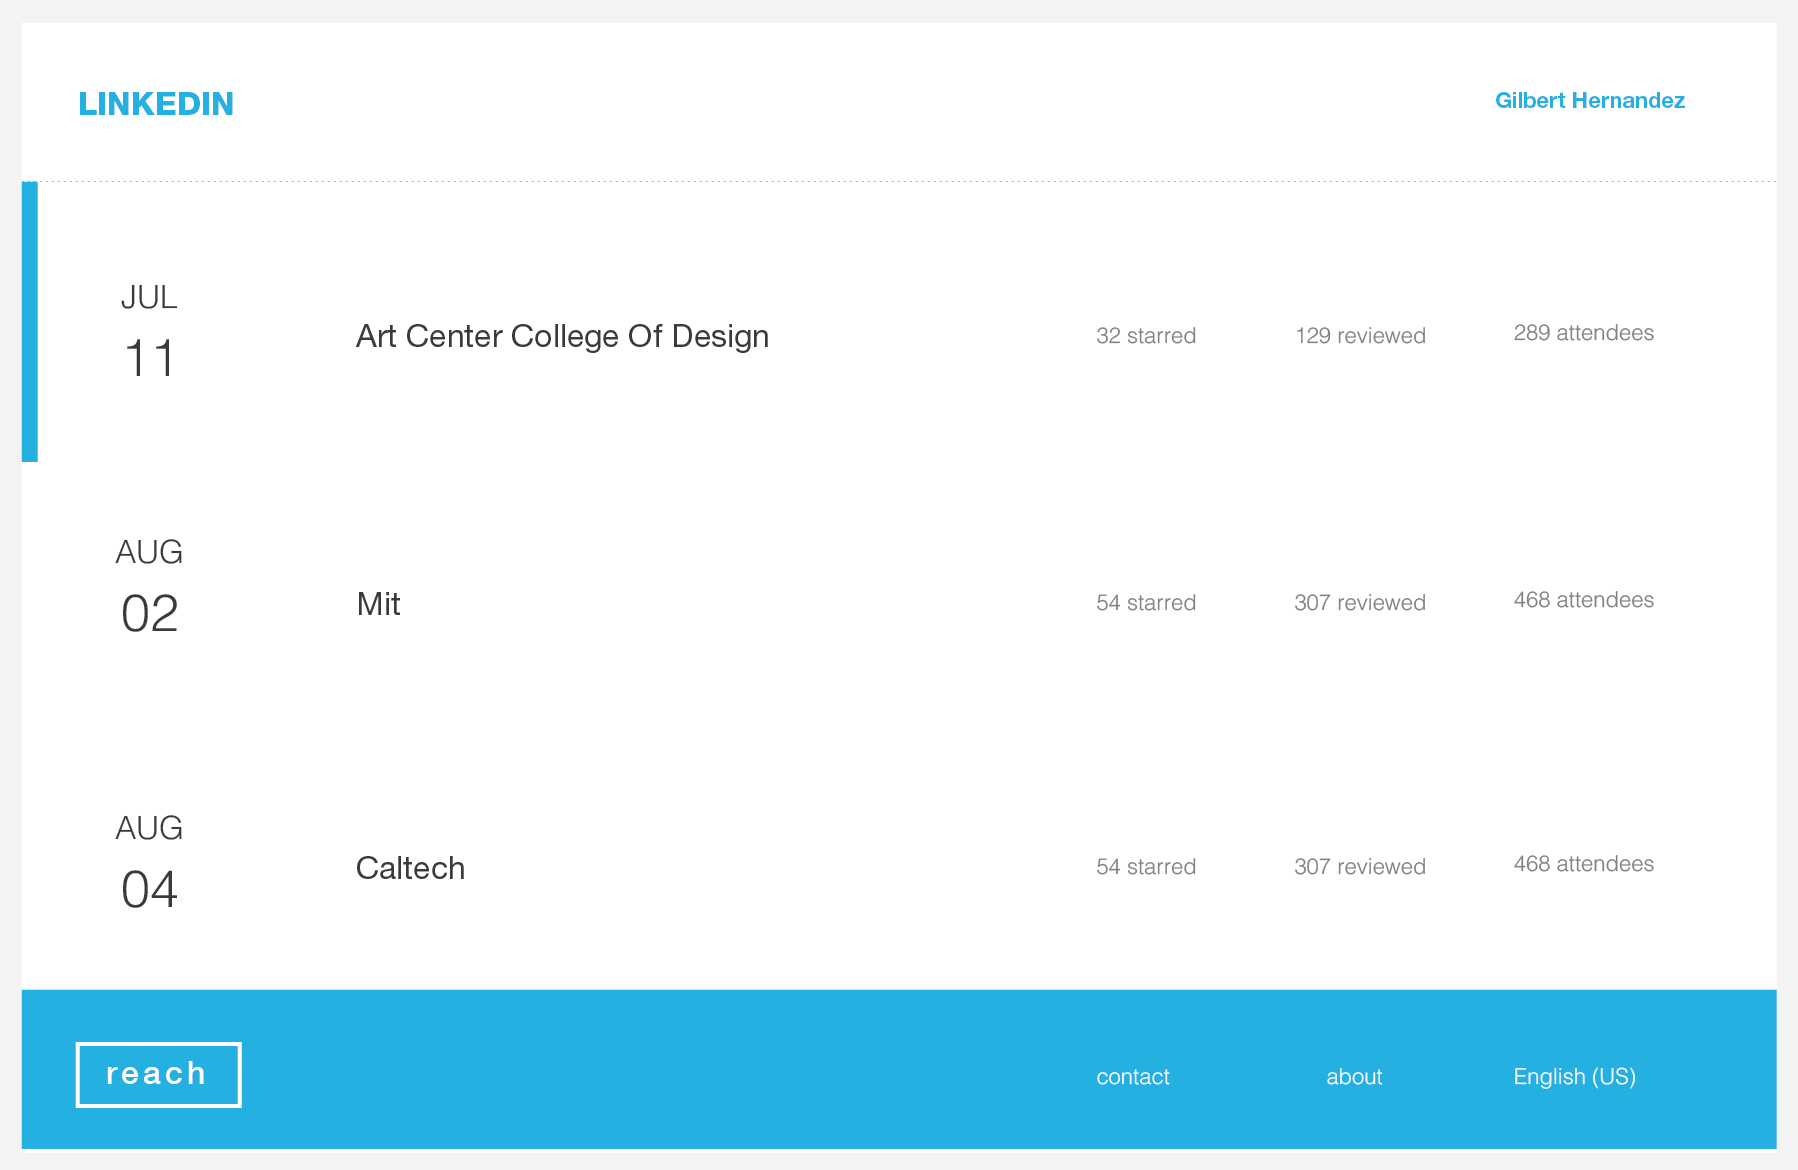 LINKEDIN
Gilbert Hernandez
JUL
11
Art Center College Of Design
32 starred
129 reviewed
289 attendees
AUG
02
Mit
54 starred
307 reviewed
468 attendees
AUG
04
Caltech
54 starred
307 reviewed
468 attendees
reach
contact
about
English (US)